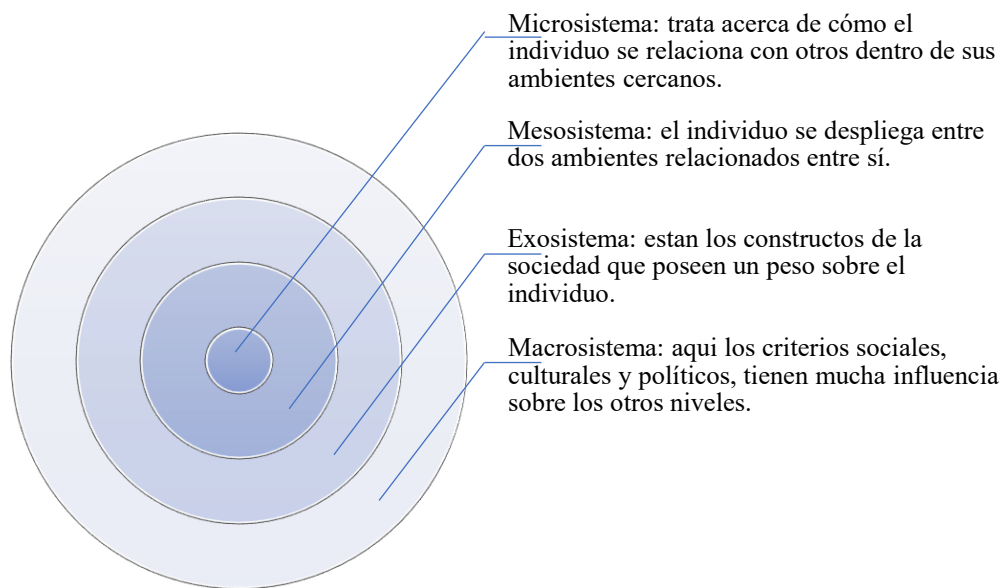 Microsistema: trata acerca de cómo el
individuo se relaciona con otros dentro de sus
ambientes cercanos.
Mesosistema: el individuo se despliega entre
dos ambientes relacionados entre sí.
Exosistema: estan los constructos de la
sociedad que poseen un peso sobre el
individuo.
Macrosistema: aqui los criterios sociales,
culturales y políticos, tienen mucha influencia
sobre los otros niveles.